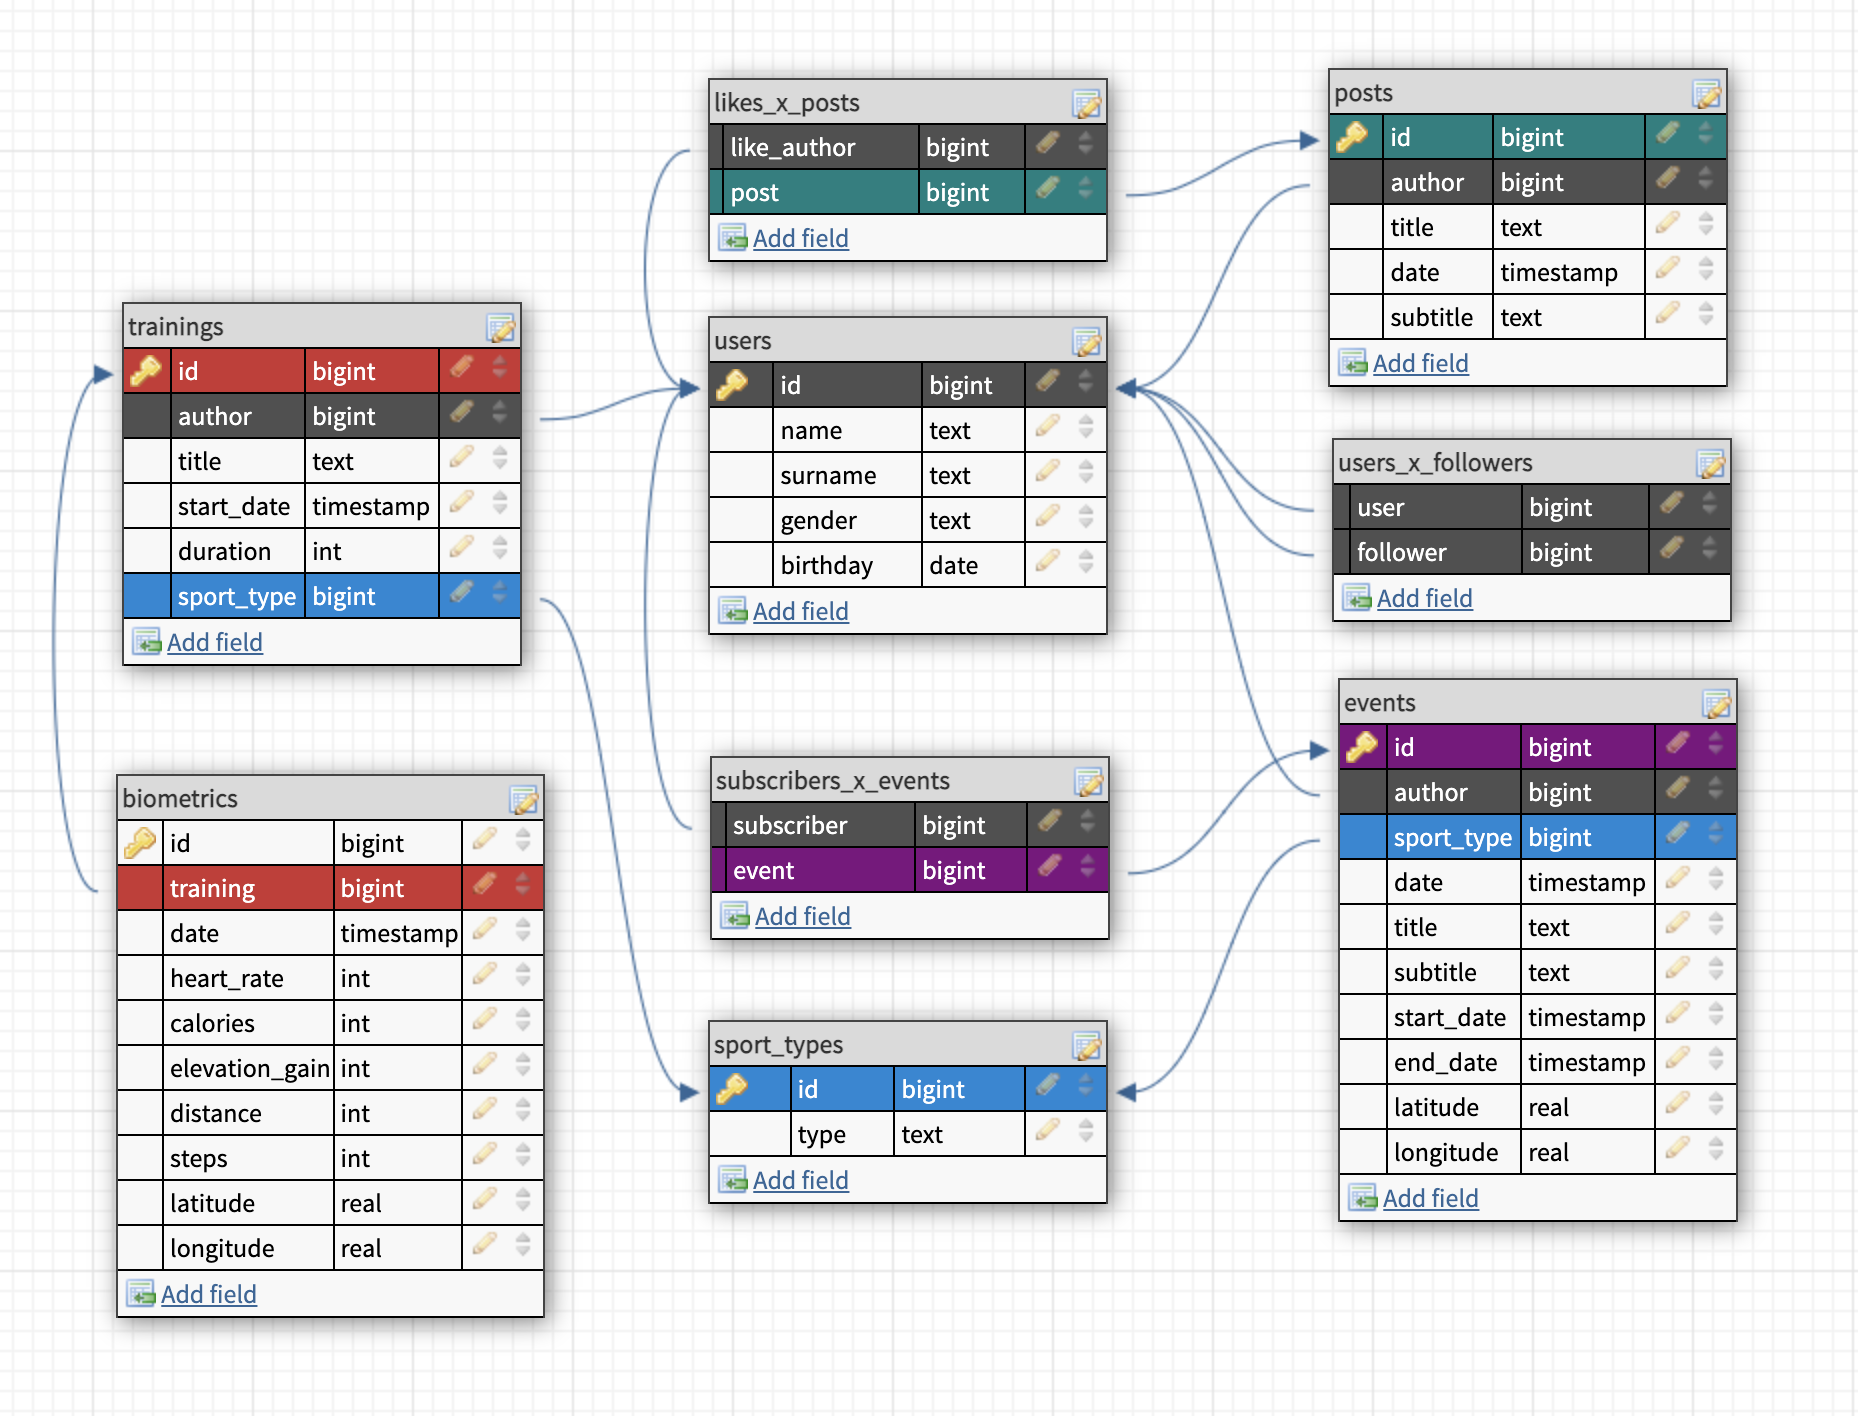 likes_x_posts
like_author bigint
post bigint
Add field
posts
id bigint
author bigint
title text
date timestamp
subtitle text
Add field
trainings
id bigint
author bigint
title text
start_date timestamp
duration int
sport_type bigint
Add field
users
id bigint
name text
surname text
gender text
birthday date
Add field
users_x_followers
user bigint
follower bigint
Add field
biometrics
id bigint
training bigint
date timestamp
heart_rate int
calories int
elevation_gain int
distance int
steps int
latitude real
longitude real
Add field
subscribers_x_events
subscriber bigint
event bigint
Add field
sport_types
id bigint
type text
Add field
events
id bigint
author bigint
sport_type bigint
date timestamp
title text
subtitle text
start_date timestamp
end_date timestamp
latitude real
longitude real
Add field